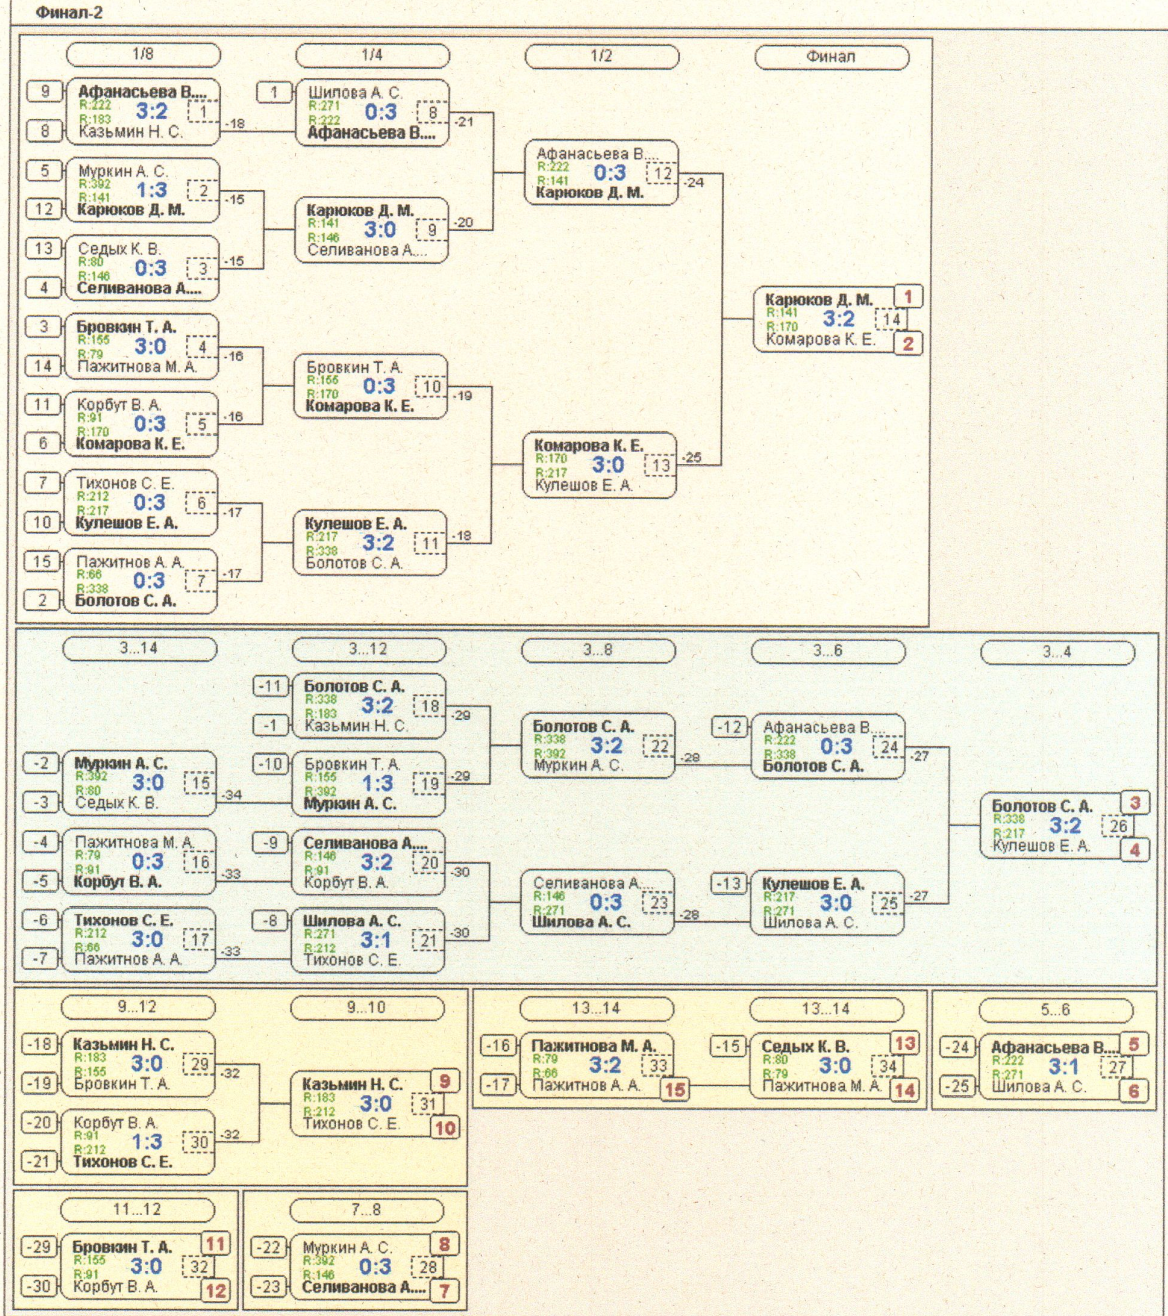 Финал-2
1/8
1/4
1/2
Финал
9
Афанасьева В....
R:222
R:183
3:2
1
8
Казьмин Н. С.
-18
5
Муркин А. С.
R:392
R:141
1:3
2
12
Карюков Д. М.
-15
13
Седых К. В.
R:80
R:146
0:3
3
4
Селиванова А....
-15
3
Бровкин Т. А.
R:155
R:79
3:0
4
14
Пажитнова М. А.
-16
11
Корбут В. А.
R:91
R:170
0:3
5
6
Комарова К. Е.
-16
7
Тихонов С. Е.
R:212
R:217
0:3
6
10
Кулешов Е. А.
-17
15
Пажитнов А. А.
R:66
R:338
0:3
7
2
Болотов С. А.
-17
1
Шилова А. С.
R:271
R:222
0:3
8
Афанасьева В....
-21
Карюков Д. М.
R:141
R:146
3:0
9
Селиванова А....
-20
Бровкин Т. А.
R:155
R:170
0:3
10
Комарова К. Е.
-19
Кулешов Е. А.
R:217
R:338
3:2
11
Болотов С. А.
-18
Афанасьева В....
R:222
R:141
0:3
12
Карюков Д. М.
-24
Комарова К. Е.
R:170
R:217
3:0
13
Кулешов Е. А.
-25
Карюков Д. М.
1
R:141
R:170
3:2
14
Комарова К. Е.
2
3...14
3...12
3...8
3...6
3...4
-2
Муркин А. С.
R:392
R:80
3:0
15
-3
Седых К. В.
-34
-4
Пажитнова М. А.
R:79
R:91
0:3
16
-5
Корбут В. А.
-33
-6
Тихонов С. Е.
R:212
R:66
3:0
17
-7
Пажитнов А. А.
-33
-11
Болотов С. А.
R:338
R:183
3:2
18
-1
Казьмин Н. С.
-29
-10
Бровкин Т. А.
R:155
R:392
1:3
19
Муркин А. С.
-29
-9
Селиванова А....
R:146
R:91
3:2
20
Корбут В. А.
-30
-8
Шилова А. С.
R:271
R:212
3:1
21
Тихонов С. Е.
-30
Болотов С. А.
R:338
R:392
3:2
22
Муркин А. С.
-28
Селиванова А....
R:146
R:271
0:3
23
Шилова А. С.
-28
-12
Афанасьева В....
R:222
R:338
0:3
24
Болотов С. А.
-27
-13
Кулешов Е. А.
R:217
R:271
3:0
25
Шилова А. С.
-27
Болотов С. А.
3
R:338
R:217
3:2
26
Кулешов Е. А.
4
9...12
9...10
-18
Казьмин Н. С.
R:183
R:155
3:0
29
-19
Бровкин Т. А.
-32
-20
Корбут В. А.
R:91
R:212
1:3
30
-21
Тихонов С. Е.
-32
Казьмин Н. С.
9
R:183
R:212
3:0
31
Тихонов С. Е.
10
13...14
13...14
-16
Пажитнова М. А.
R:79
R:66
3:2
33
-17
Пажитнов А. А.
15
-15
Седых К. В.
13
R:80
R:79
3:0
34
Пажитнова М. А.
14
5...6
-24
Афанасьева В....
5
R:222
R:271
3:1
27
-25
Шилова А. С.
6
11...12
-29
Бровкин Т. А.
11
R:155
R:91
3:0
32
-30
Корбут В. А.
12
7...8
-22
Муркин А. С.
8
R:392
R:146
0:3
28
-23
Селиванова А....
7